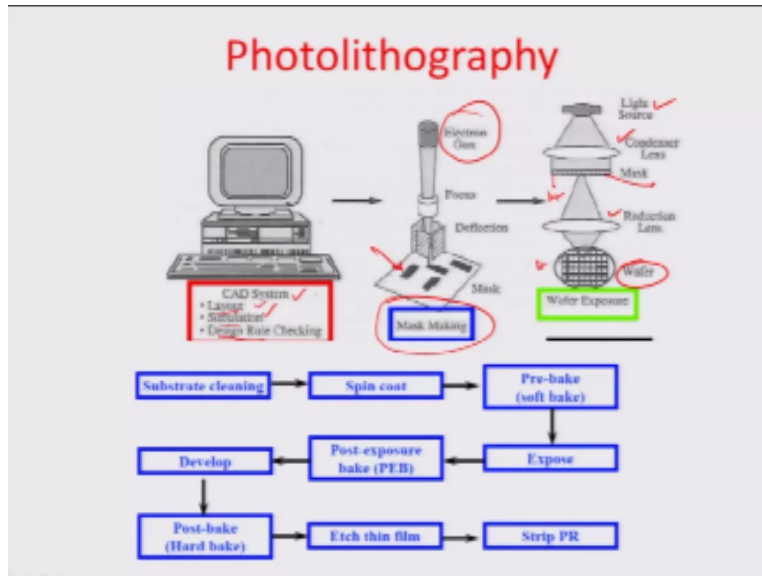 Photolithography
Light
Source
Electron
Gun
Condenser
Lens
Mask
Focus
Reduction
Lens
Deflection
Mask
Wafer
CAD System
• Layout
• Simulation
• Design Rule Checking
Mask Making
Wafer Exposure
Substrate cleaning
Spin coat
Pre-bake
(soft bake)
Expose
Post-exposure
bake (PEB)
Develop
Post-bake
(Hard bake)
Etch thin film
Strip PR